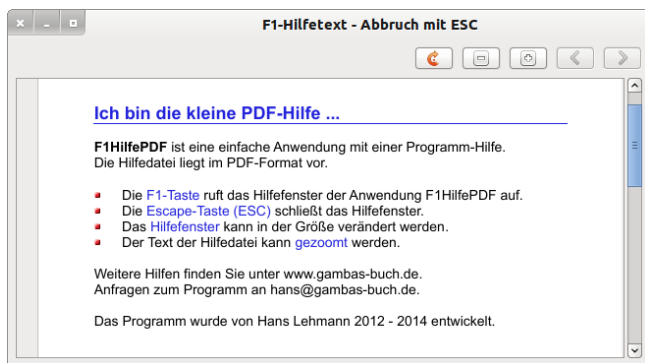 F1-Hilfetext - Abbruch mit ESC
Ich bin die kleine PDF-Hilfe ...
F1HilfePDF ist eine einfache Anwendung mit einer Programm-Hilfe.
Die Hilfedatei liegt im PDF-Format vor.
Die F1-Taste ruft das Hilfefenster der Anwendung F1HilfePDF auf.
Die Escape-Taste (ESC) schließt das Hilfefenster.
Das Hilfefenster kann in der Größe verändert werden.
Der Text der Hilfedatei kann gezoomt werden.
Weitere Hilfen finden Sie unter www.gambas-buch.de.
Anfragen zum Programm an hans@gambas-buch.de.
Das Programm wurde von Hans Lehmann 2012 - 2014 entwickelt.